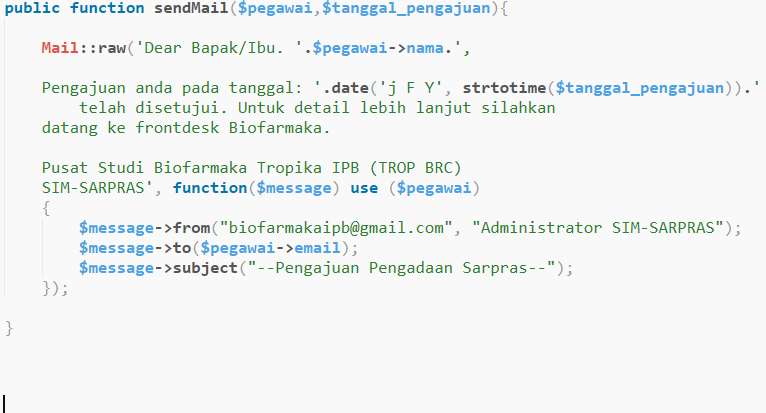 public function sendMail($pegawai,$tanggal_pengajuan){
Mail::raw('Dear Bapak/Ibu. '.$pegawai->nama.',
Pengajuan anda pada tanggal: '.date('j F Y', strtotime($tanggal_pengajuan)).'
telah disetujui. Untuk detail lebih lanjut silahkan
datang ke frontdesk Biofarmaka.
Pusat Studi Biofarmaka Tropika IPB (TROP BRC)
SIM-SARPRAS', function($message) use ($pegawai)
{
$message->from("biofarmakaipb@gmail.com", "Administrator SIM-SARPRAS");
$message->to($pegawai->email);
$message->subject("--Pengajuan Pengadaan Sarpras--");
});
}